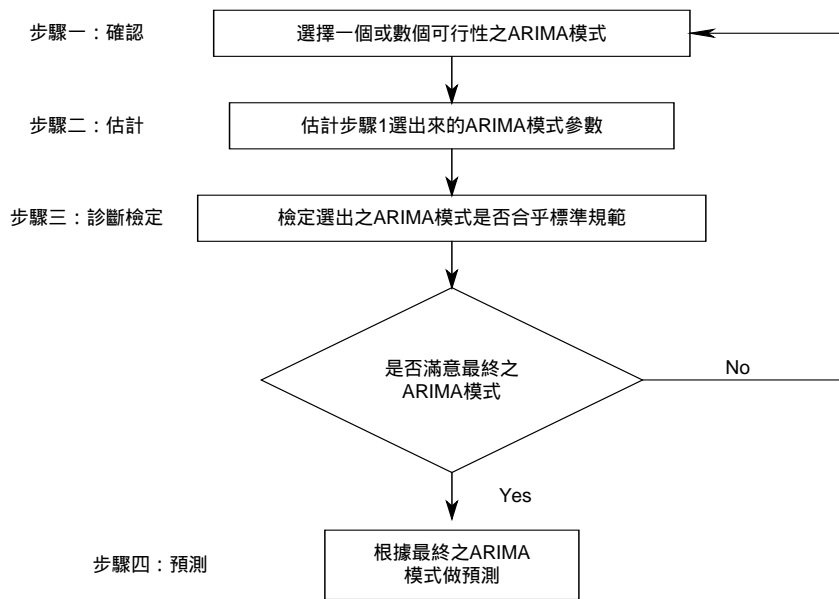 步驟一：確認
選擇一個或數個可行性之ARIMA模式
步驟二：估計
估計步驟1選出來的ARIMA模式參數
步驟三：診斷檢定
檢定選出之ARIMA模式是否合乎標準規範
是否滿意最終之
ARIMA模式
No
Yes
步驟四：預測
根據最終之ARIMA
模式做預測